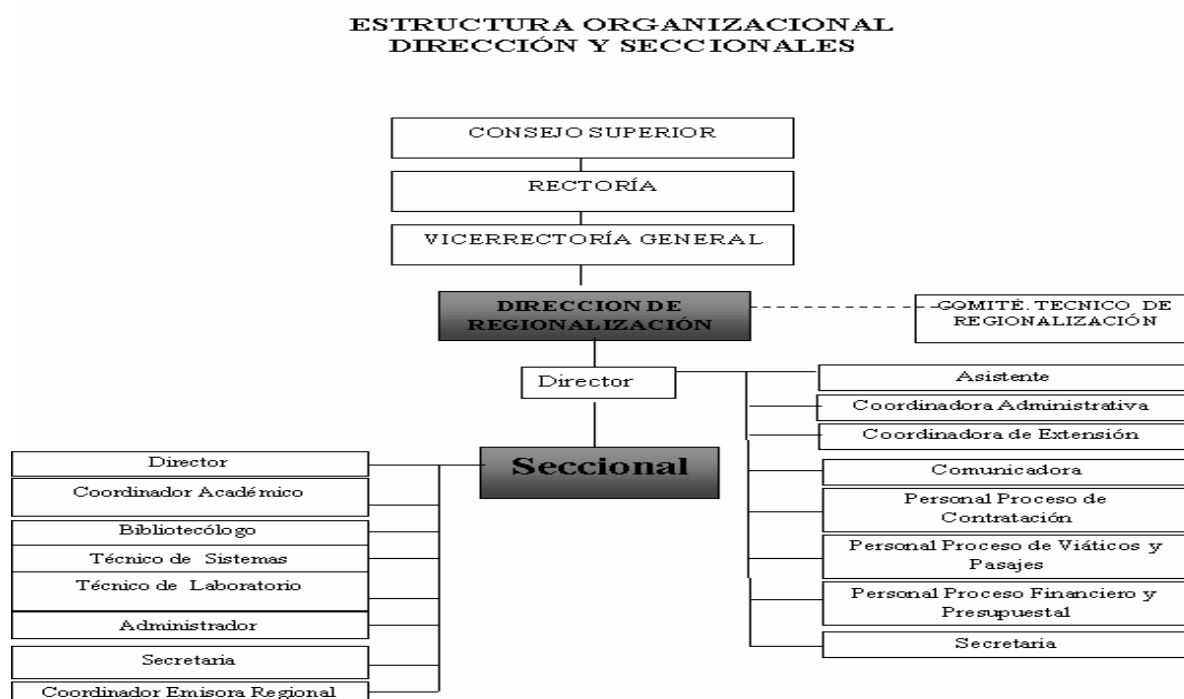 ESTRUCTURA ORGANIZACIONAL
DIRECCIÓN Y SECCIONALES
CONSEJO SUPERIOR
RECTORÍA
VICERRECTORÍA GENERAL
DIRECCION DE
REGIONALIZACIÓN
COMITÉ. TECNICO DE
REGIONALIZACIÓN
Director
Asistente
Coordinadora Administrativa
Coordinadora de Extensión
Comunicadora
Personal Proceso de
Contratación
Personal Proceso de Viáticos y
Pasajes
Personal Proceso Financiero y
Presupuestal
Secretaria
Seccional
Director
Coordinador Académico
Bibliotecólogo
Técnico de Sistemas
Técnico de Laboratorio
Administrador
Secretaria
Coordinador Emisora Regional